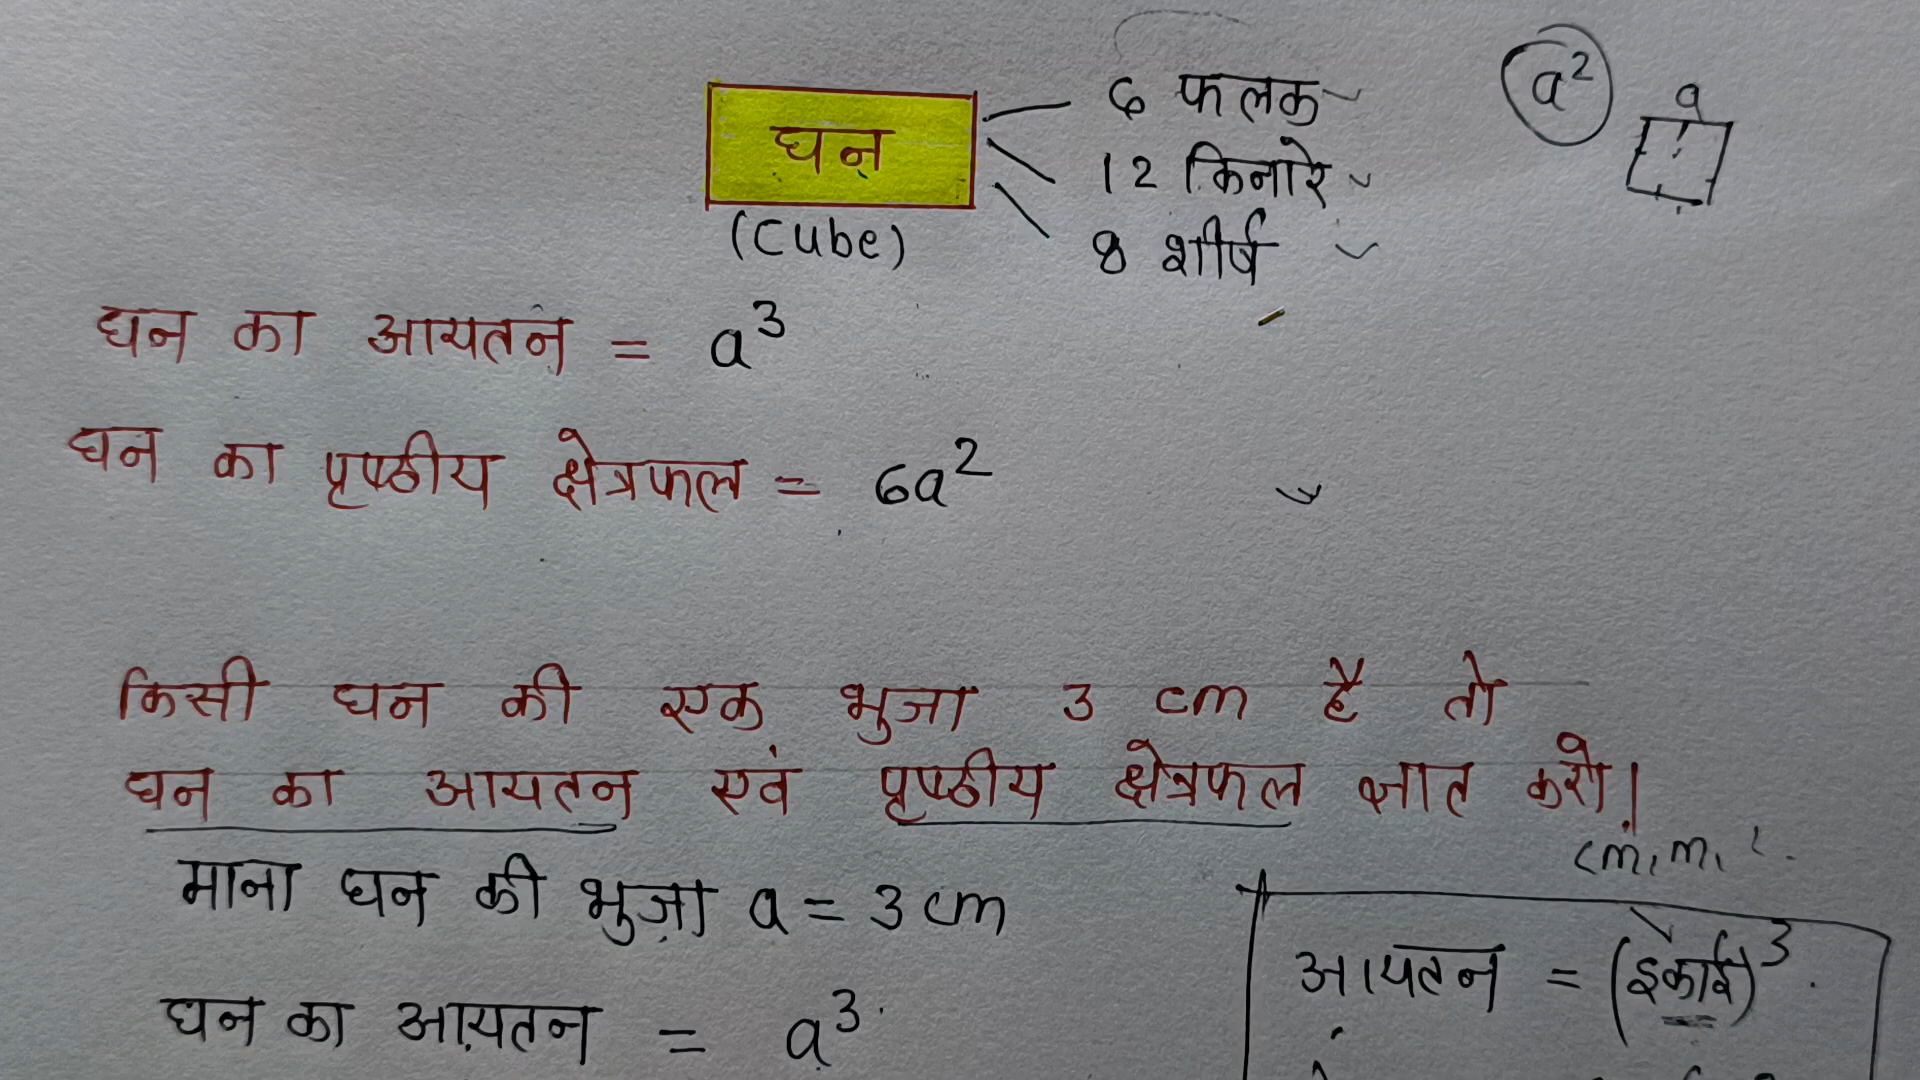 घन
(Cube)
6 फलक
12 किनारे
8 शीर्ष
a²
a
घन का आयतन = a³
घन का पृष्ठीय क्षेत्रफल = 6a²
किसी घन की एक भुजा 3 cm है तो
घन का आयतन एवं पृष्ठीय क्षेत्रफल ज्ञात करो।
cm, m,
माना घन की भुजा a = 3 cm
आयतन = (इकाई)³
घन का आयतन = a³